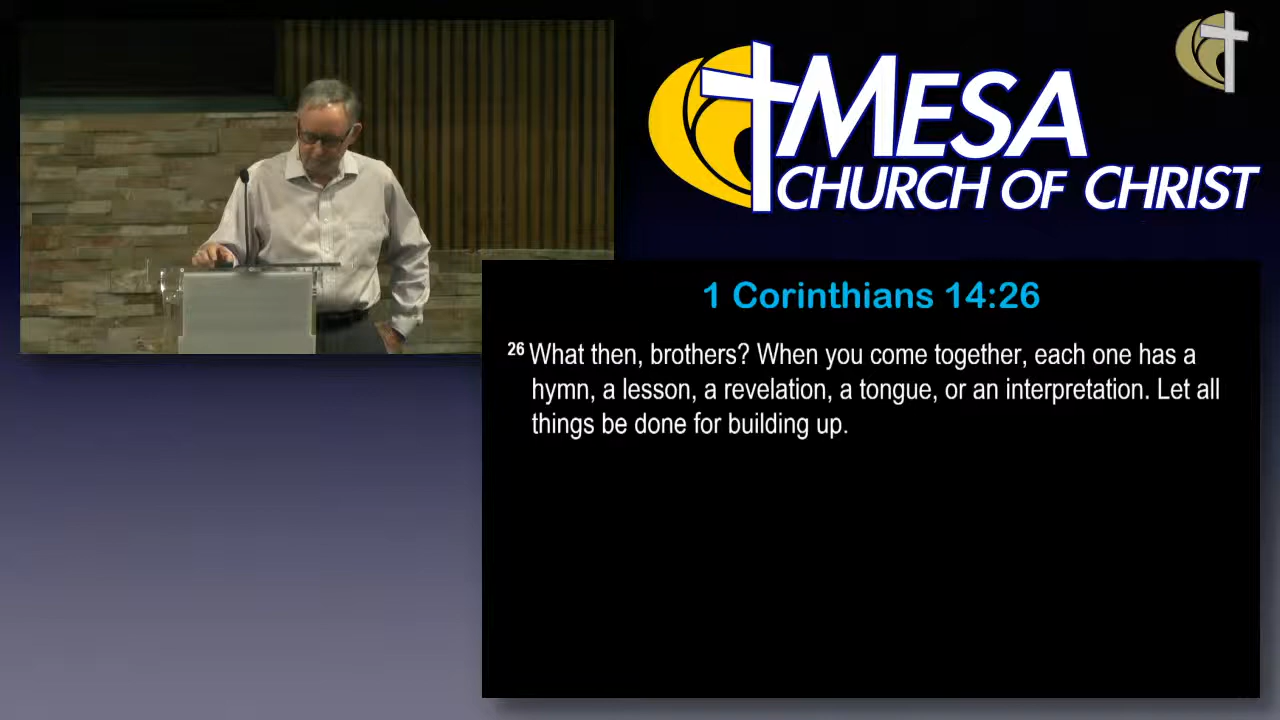 MESA
CHURCH OF CHRIST
1 Corinthians 14:26
26 What then, brothers? When you come together, each one has a
hymn, a lesson, a revelation, a tongue, or an interpretation. Let all
things be done for building up.